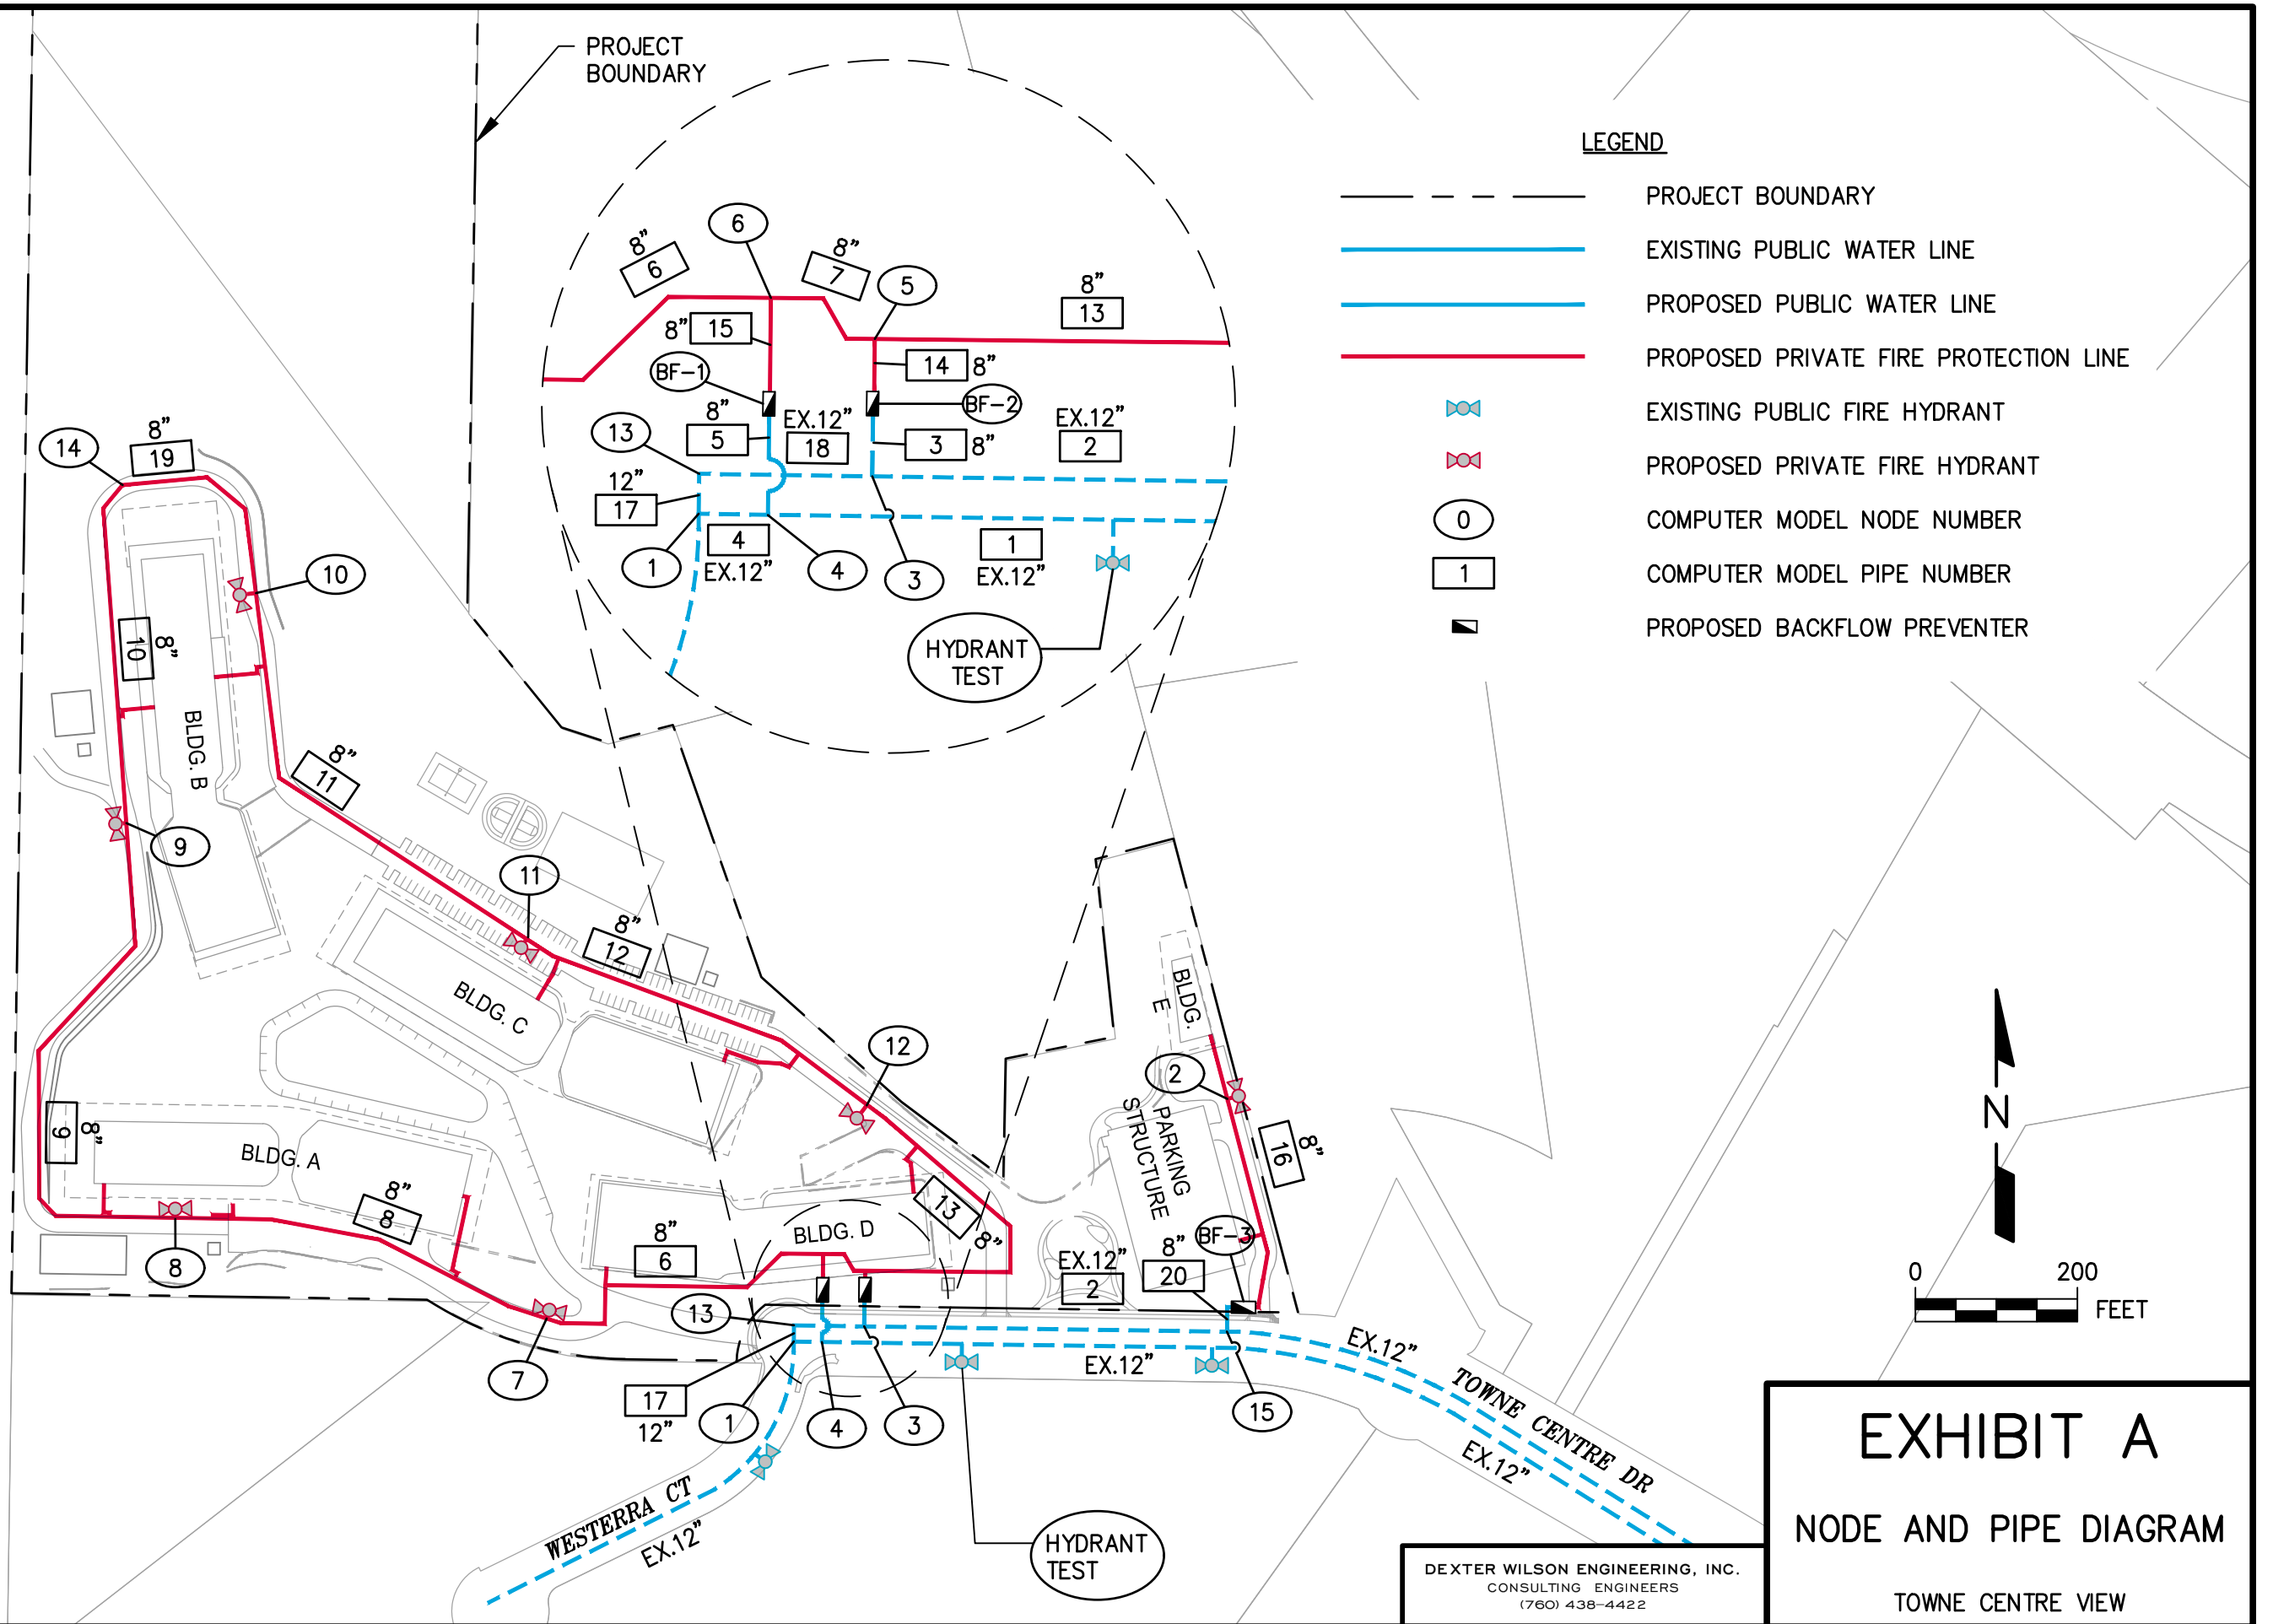 PROJECT
BOUNDARY
LEGEND
PROJECT BOUNDARY
EXISTING PUBLIC WATER LINE
PROPOSED PUBLIC WATER LINE
PROPOSED PRIVATE FIRE PROTECTION LINE
EXISTING PUBLIC FIRE HYDRANT
PROPOSED PRIVATE FIRE HYDRANT
0
COMPUTER MODEL NODE NUMBER
1
COMPUTER MODEL PIPE NUMBER
PROPOSED BACKFLOW PREVENTER
6
8"
6
8"
7
5
8"
13
8" 15
14 8"
BF-1
BF-2
8"
5
EX.12"
18
3 8"
EX.12"
2
13
12"
17
4
EX.12"
1
EX.12"
1
4
3
HYDRANT
TEST
14
8"
19
10
10
8"
BLDG. B
8"
11
9
11
8"
12
BLDG. C
12
BLDG.
E
2
PARKING
STRUCTURE
16
8"
9
8"
BLDG. A
8"
8
8
7
8"
6
BLDG. D
13
8"
EX.12"
2
8"
20
BF-3
13
17
12"
1
4
3
EX.12"
15
EX.12"
TOWNE CENTRE DR
EX.12"
WESTERRA CT
EX.12"
HYDRANT
TEST
N
0 200
FEET
EXHIBIT A
NODE AND PIPE DIAGRAM
TOWNE CENTRE VIEW
DEXTER WILSON ENGINEERING, INC.
CONSULTING ENGINEERS
(760) 438-4422